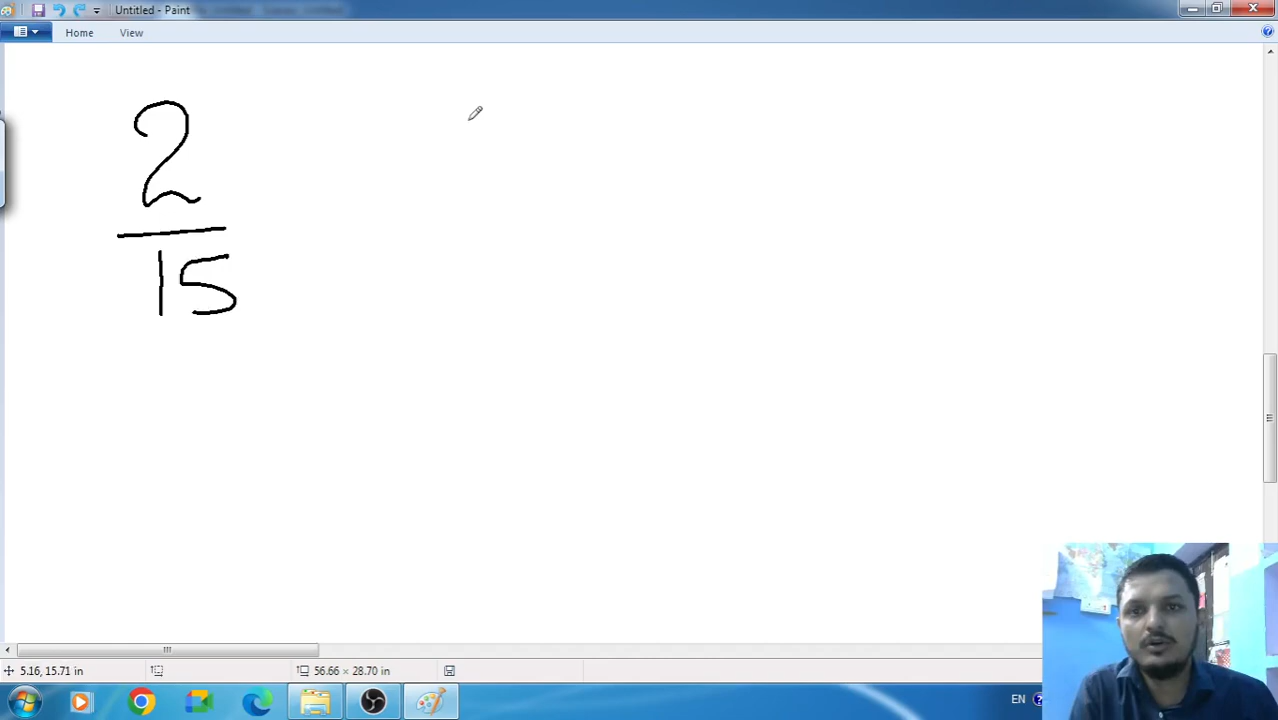 Untitled - Paint
Home View
2
15
5.16, 15.71 in
56.66 × 28.70 in
EN